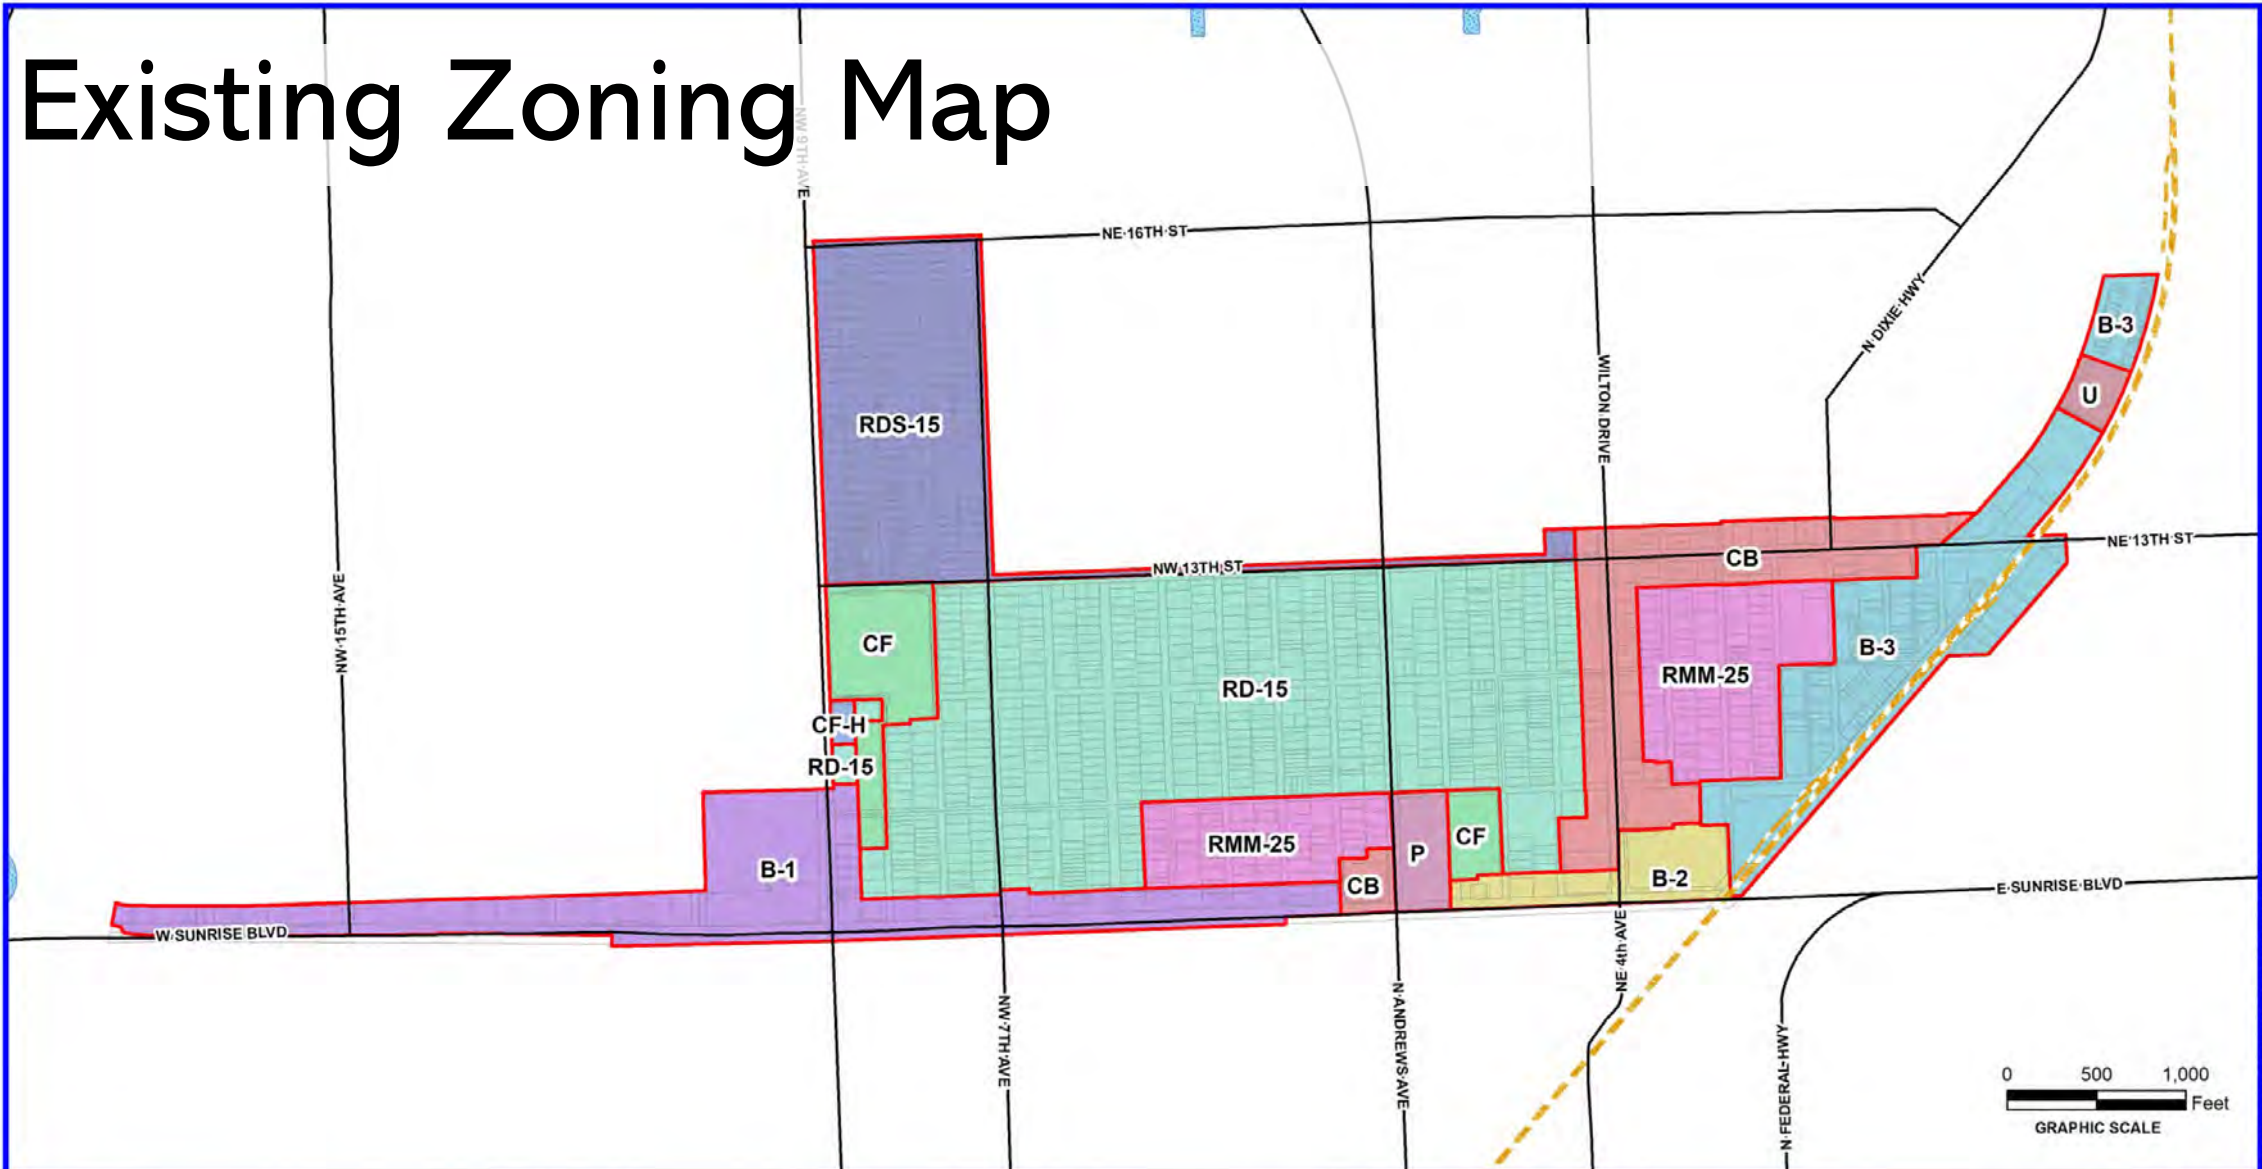 Existing Zoning Map
NW 9TH AVE
NE 16TH ST
N DIXIE HWY
B-3
U
WILTON DRIVE
RDS-15
NE 13TH ST
CB
NW 13TH ST
NW 15TH AVE
CF
RD-15
RMM-25
B-3
CF-H
RD-15
B-1
RMM-25
CB
P
CF
B-2
E SUNRISE BLVD
W SUNRISE BLVD
NE 4th AVE
NW 7TH AVE
N ANDREWS AVE
N FEDERAL HWY
0 500 1,000
Feet
GRAPHIC SCALE